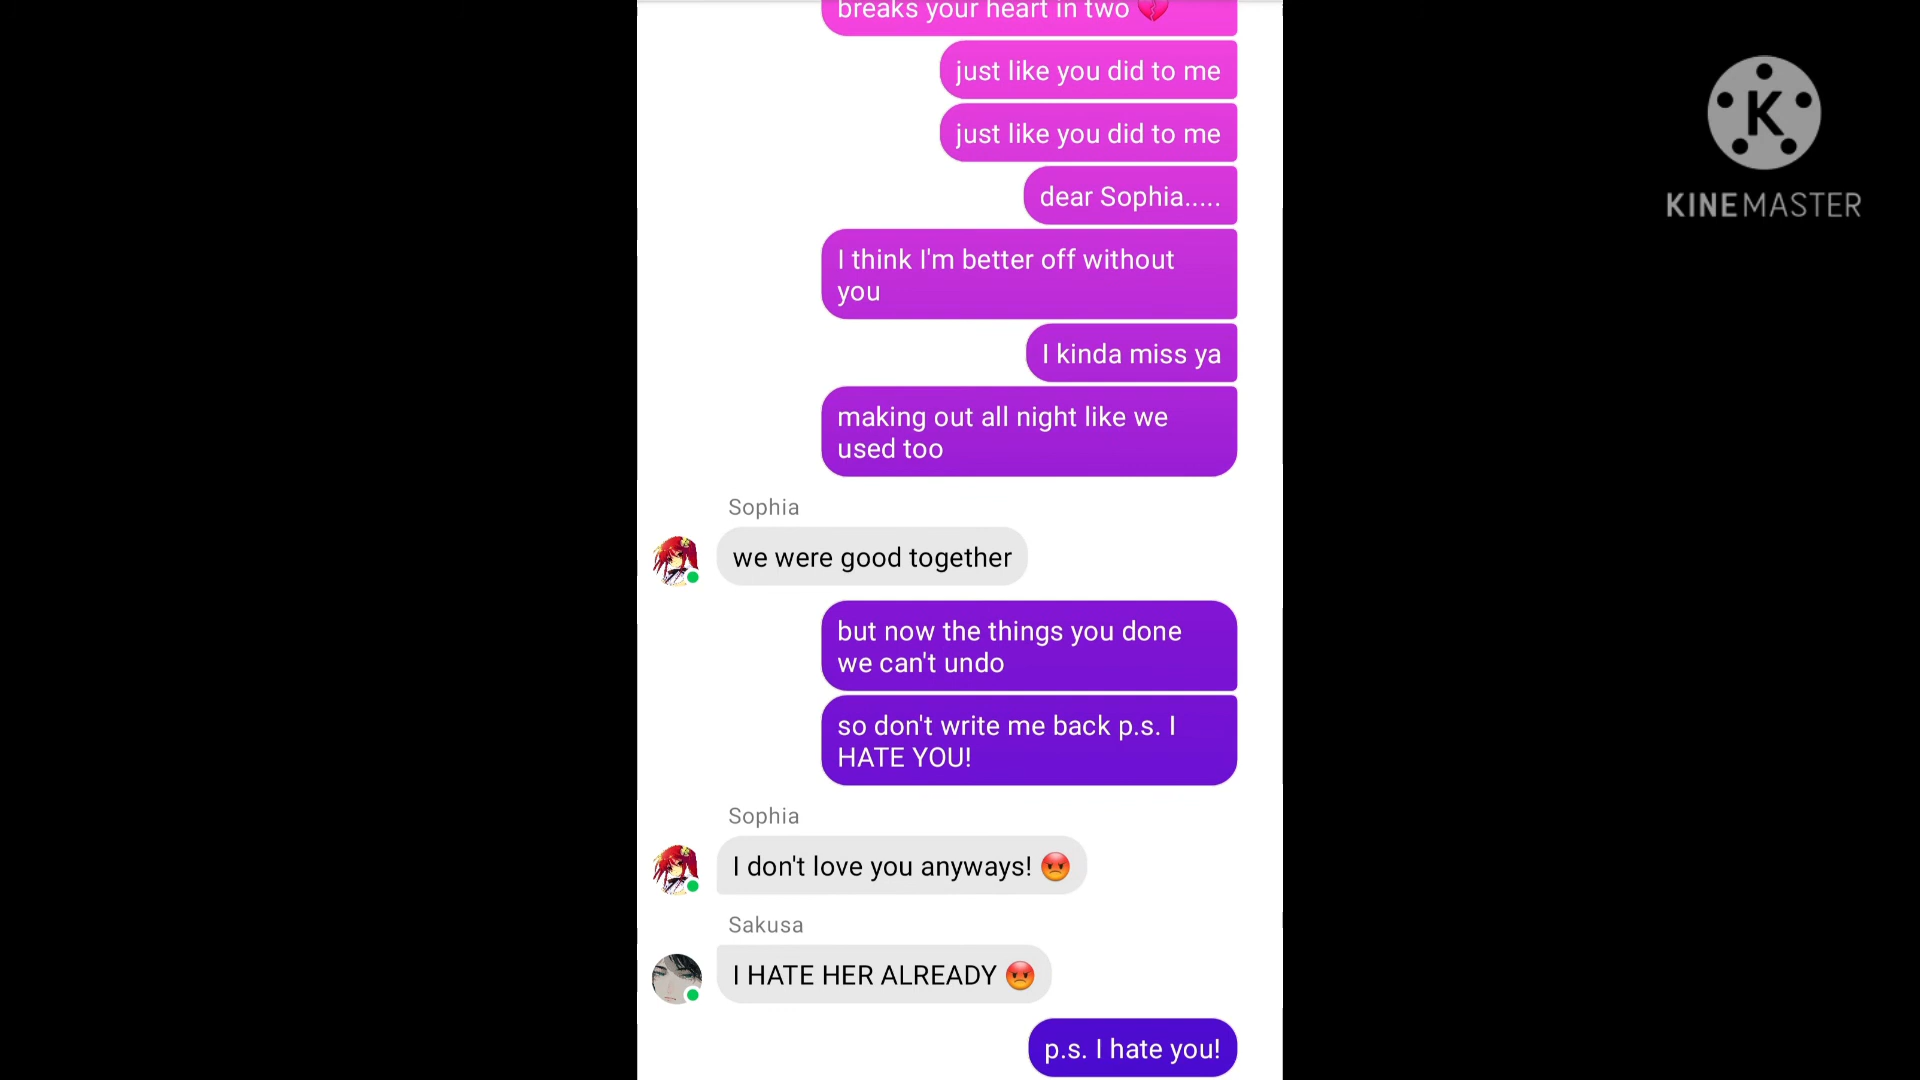 breaks your heart in two 💔
just like you did to me
just like you did to me
dear Sophia.....
I think I'm better off without
you
I kinda miss ya
making out all night like we
used too
Sophia
we were good together
but now the things you done
we can't undo
so don't write me back p.s. I
HATE YOU!
Sophia
I don't love you anyways! 😡
Sakusa
I HATE HER ALREADY 😡
p.s. I hate you!
K
KINEMASTER